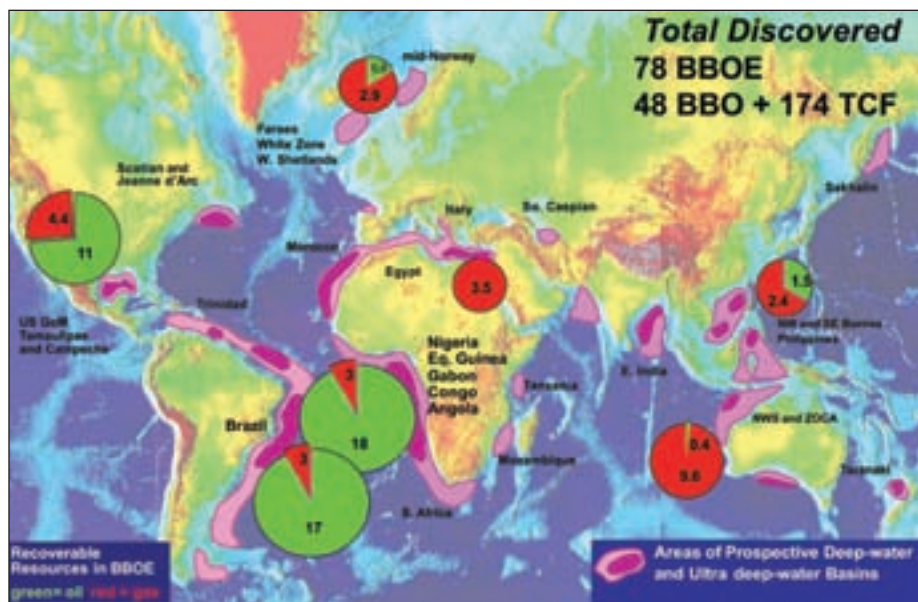 Total Discovered
78 BBOE
48 BBO + 174 TCF
mid-Norway
2.9
Faroes
White Zone
W. Shetlands
Scotian and
Jeanne d'Arc
4.4
11
Italy
So. Caspian
Sakhalin
Morocco
Egypt
3.5
1.5
2.4
NW and SE Borneo
Philippines
Trinidad
US GoM
Tamaulipas
and Campeche
Nigeria
Eq. Guinea
Gabon
Congo
Angola
Tanzania
E. India
3
18
Brazil
3
17
Mozambique
S. Africa
NWS and ZOCA
0.4
9.6
Taranaki
Recoverable
Resources in BBOE
green= oil red = gas
Areas of Prospective Deep-water
and Ultra deep-water Basins